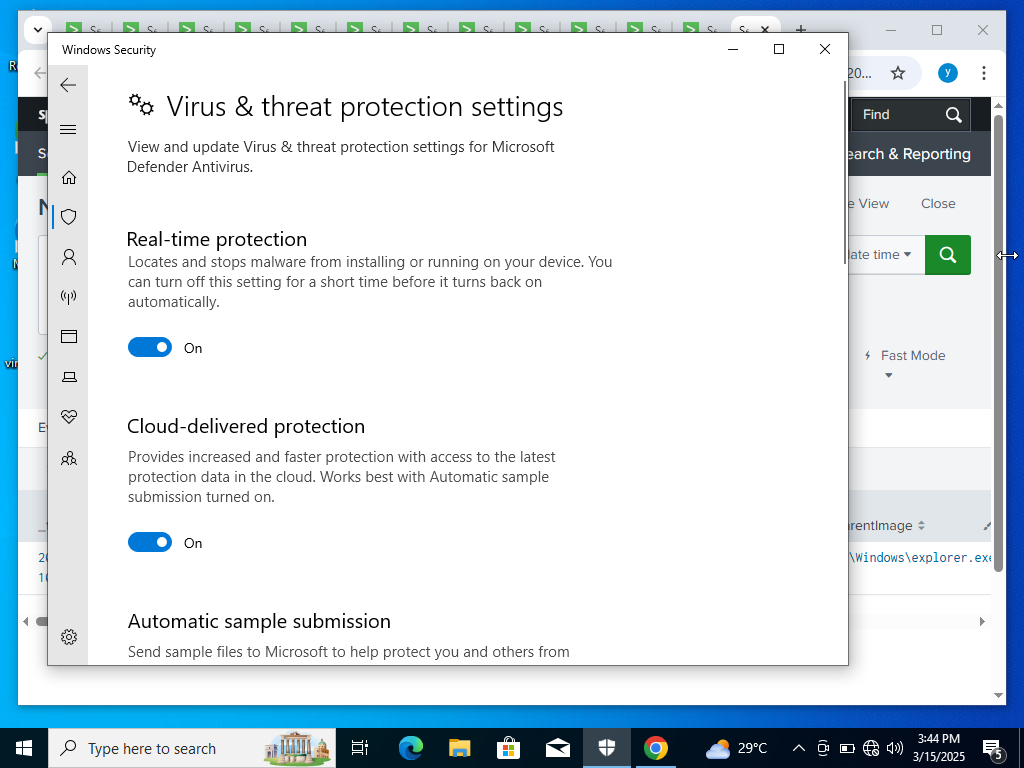 Windows Security
Virus & threat protection settings
View and update Virus & threat protection settings for Microsoft
Defender Antivirus.
Real-time protection
Locates and stops malware from installing or running on your device. You
can turn off this setting for a short time before it turns back on
automatically.
On
Cloud-delivered protection
Provides increased and faster protection with access to the latest
protection data in the cloud. Works best with Automatic sample
submission turned on.
On
Automatic sample submission
Send sample files to Microsoft to help protect you and others from
20...
y
Find
earch & Reporting
e View
Close
ate time
Fast Mode
arentImage
\Windows\explorer.exe
Type here to search
29°C
3:44 PM
3/15/2025
5